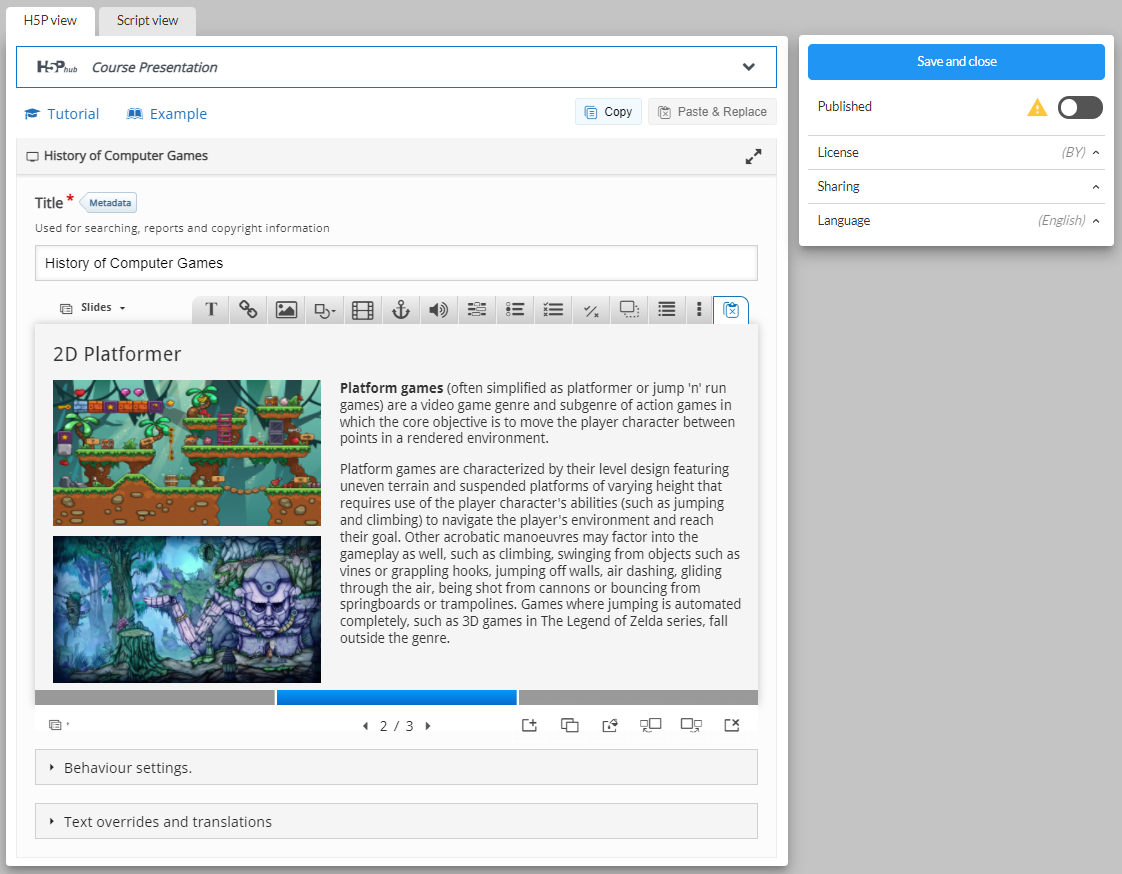 H5P view
Script view
H5P hub Course Presentation
Save and close
Published
License (BY)
Sharing
Language (English)
Tutorial
Example
Copy
Paste & Replace
History of Computer Games
Title *
Metadata
Used for searching, reports and copyright information
History of Computer Games
Slides
T
2D Platformer
Platform games (often simplified as platformer or jump 'n' run
games) are a video game genre and subgenre of action games in
which the core objective is to move the player character between
points in a rendered environment.
Platform games are characterized by their level design featuring
uneven terrain and suspended platforms of varying height that
requires use of the player character's abilities (such as jumping
and climbing) to navigate the player's environment and reach
their goal. Other acrobatic manoeuvres may factor into the
gameplay as well, such as climbing, swinging from objects such as
vines or grappling hooks, jumping off walls, air dashing, gliding
through the air, being shot from cannons or bouncing from
springboards or trampolines. Games where jumping is automated
completely, such as 3D games in The Legend of Zelda series, fall
outside the genre.
2 / 3
Behaviour settings.
Text overrides and translations